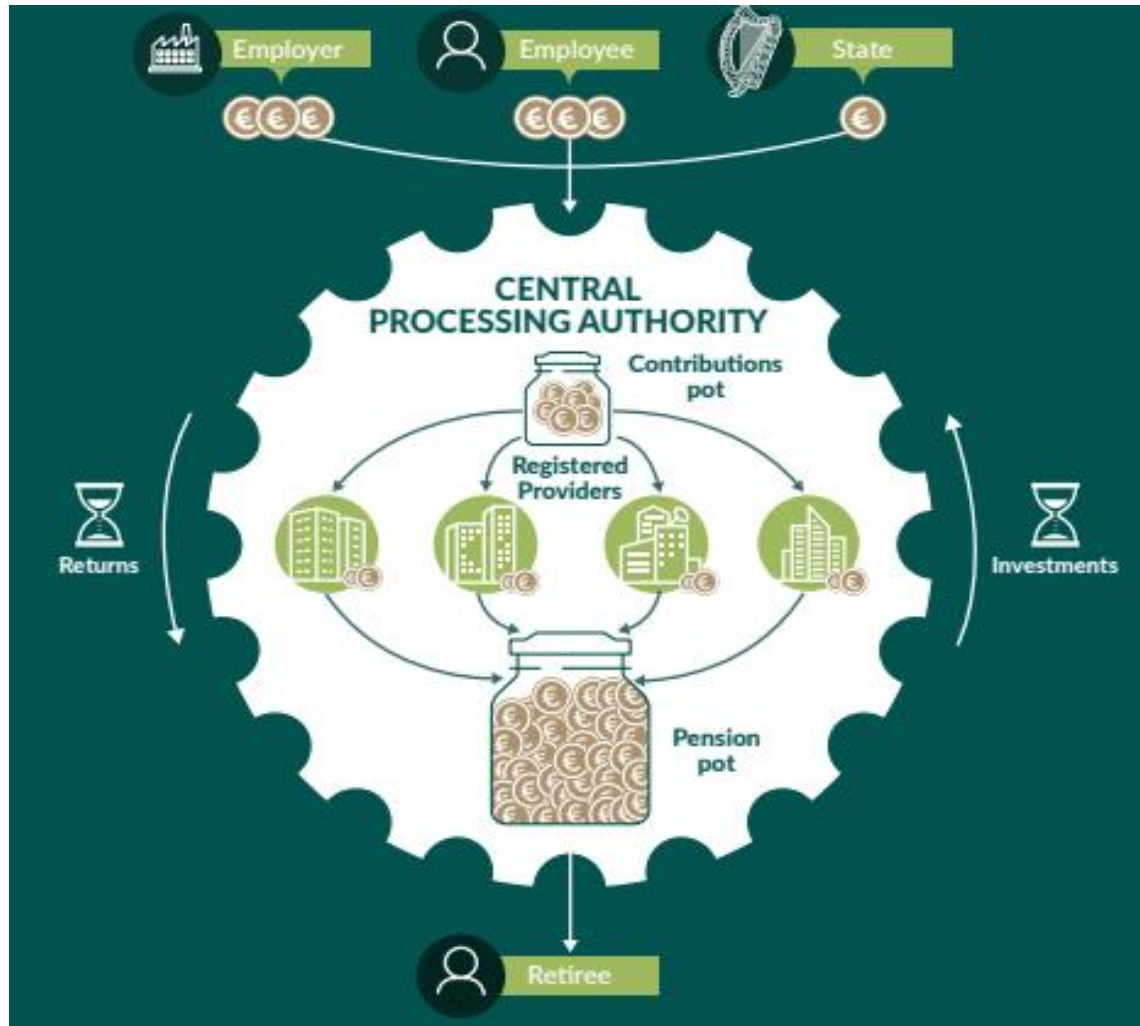 Employer
Employee
State
€€€
€€€
€
CENTRAL
PROCESSING AUTHORITY
Contributions
pot
Registered
Providers
Returns
Investments
Pension
pot
Retiree